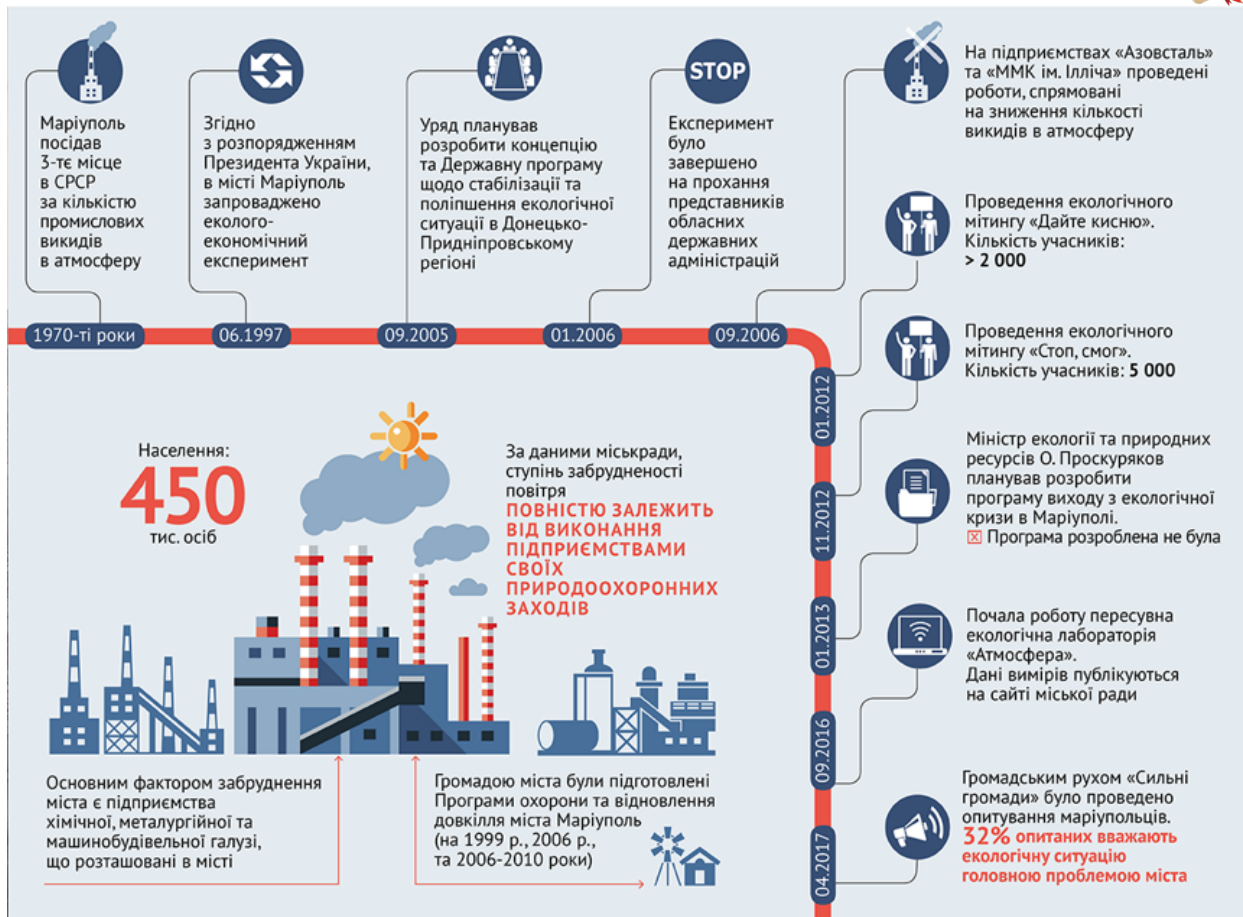 Маріуполь
посідав
3-тє місце
в СРСР
за кількістю
промислових
викидів
в атмосферу
1970-ті роки
Згідно
з розпорядженням
Президента України,
в місті Маріуполь
запроваджено
еколого-
економічний
експеримент
06.1997
Уряд планував
розробити концепцію
та Державну програму
щодо стабілізації та
поліпшення екологічної
ситуації в Донецько-
Придніпровському
регіоні
09.2005
STOP
Експеримент
було
завершено
на прохання
представників
обласних
державних
адміністрацій
01.2006
На підприємствах «Азовсталь»
та «ММК ім. Ілліча» проведені
роботи, спрямовані
на зниження кількості
викидів в атмосферу
09.2006
Проведення екологічного
мітингу «Дайте кисню».
Кількість учасників:
> 2 000
01.2012
Проведення екологічного
мітингу «Стоп, смог».
Кількість учасників: 5 000
11.2012
Міністр екології та природних
ресурсів О. Проскуряков
планував розробити
програму виходу з екологічної
кризи в Маріуполі.
☒ Програма розроблена не була
01.2013
Почала роботу пересувна
екологічна лабораторія
«Атмосфера».
Дані вимірів публікуються
на сайті міської ради
09.2016
Громадським рухом «Сильні
громади» було проведено
опитування маріупольців.
32% опитаних вважають
екологічну ситуацію
головною проблемою міста
04.2017
Населення:
450
тис. осіб
За даними міськради,
ступінь забрудненості
повітря
ПОВНІСТЮ ЗАЛЕЖИТЬ
ВІД ВИКОНАННЯ
ПІДПРИЄМСТВАМИ
СВОЇХ
ПРИРОДООХОРОННИХ
ЗАХОДІВ
Основним фактором забруднення
міста є підприємства
хімічної, металургійної та
машинобудівельної галузі,
що розташовані в місті
Громадою міста були підготовлені
Програми охорони та відновлення
довкілля міста Маріуполь
(на 1999 р., 2006 р.,
та 2006-2010 роки)